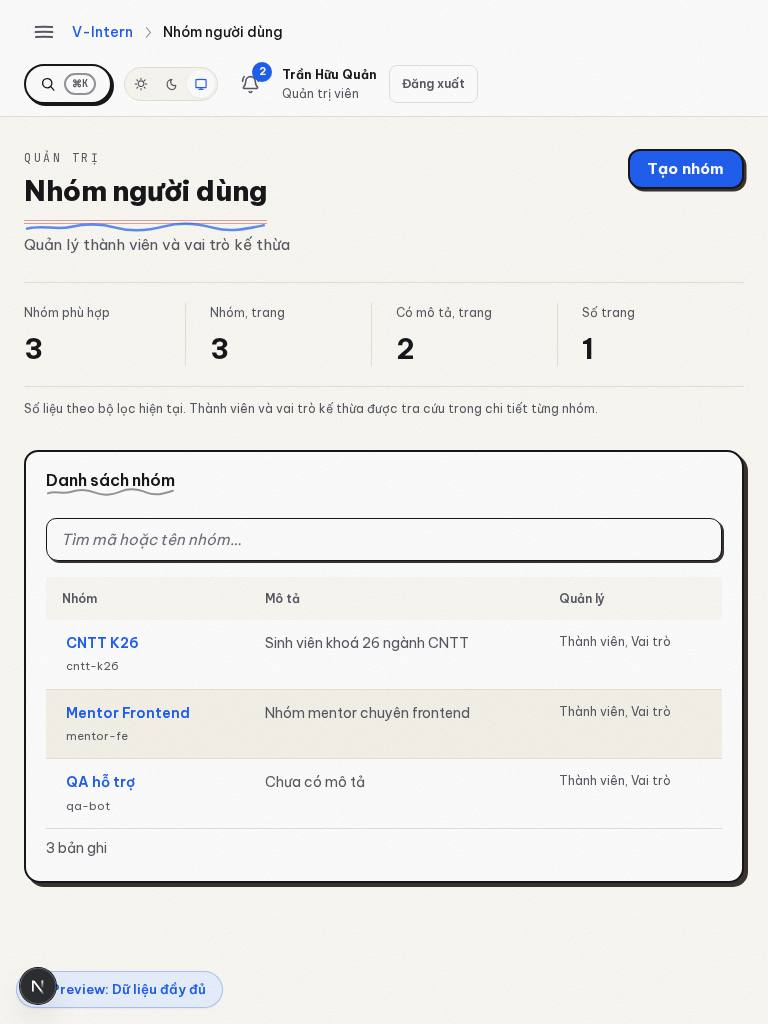 V-Intern > Nhóm người dùng
⌘K
2
Trần Hữu Quản
Quản trị viên
Đăng xuất
QUẢN TRỊ
Nhóm người dùng
Tạo nhóm
Quản lý thành viên và vai trò kế thừa
Nhóm phù hợp Nhóm, trang Có mô tả, trang Số trang
3 3 2 1
Số liệu theo bộ lọc hiện tại. Thành viên và vai trò kế thừa được tra cứu trong chi tiết từng nhóm.
Danh sách nhóm
Tìm mã hoặc tên nhóm...
Nhóm Mô tả Quản lý
CNTT K26 Sinh viên khoá 26 ngành CNTT Thành viên, Vai trò
cntt-k26
Mentor Frontend Nhóm mentor chuyên frontend Thành viên, Vai trò
mentor-fe
QA hỗ trợ Chưa có mô tả Thành viên, Vai trò
qa-bot
3 bản ghi
N
Preview: Dữ liệu đầy đủ